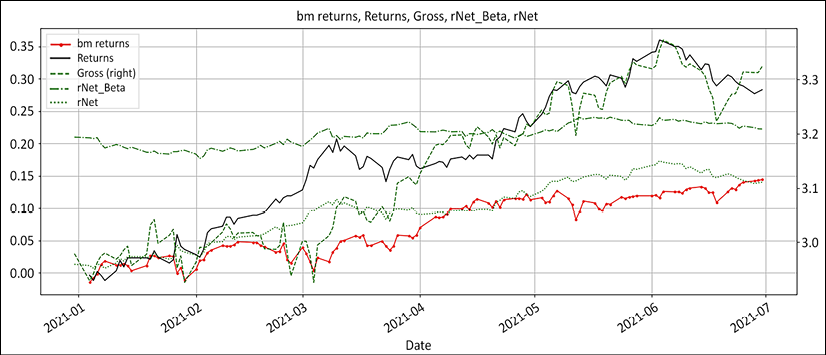 bm returns, Returns, Gross, rNet_Beta, rNet
bm returns
Returns
Gross (right)
rNet_Beta
rNet
0.35
0.30
0.25
0.20
0.15
0.10
0.05
0.00
3.3
3.2
3.1
3.0
2021-01
2021-02
2021-03
2021-04
2021-05
2021-06
2021-07
Date